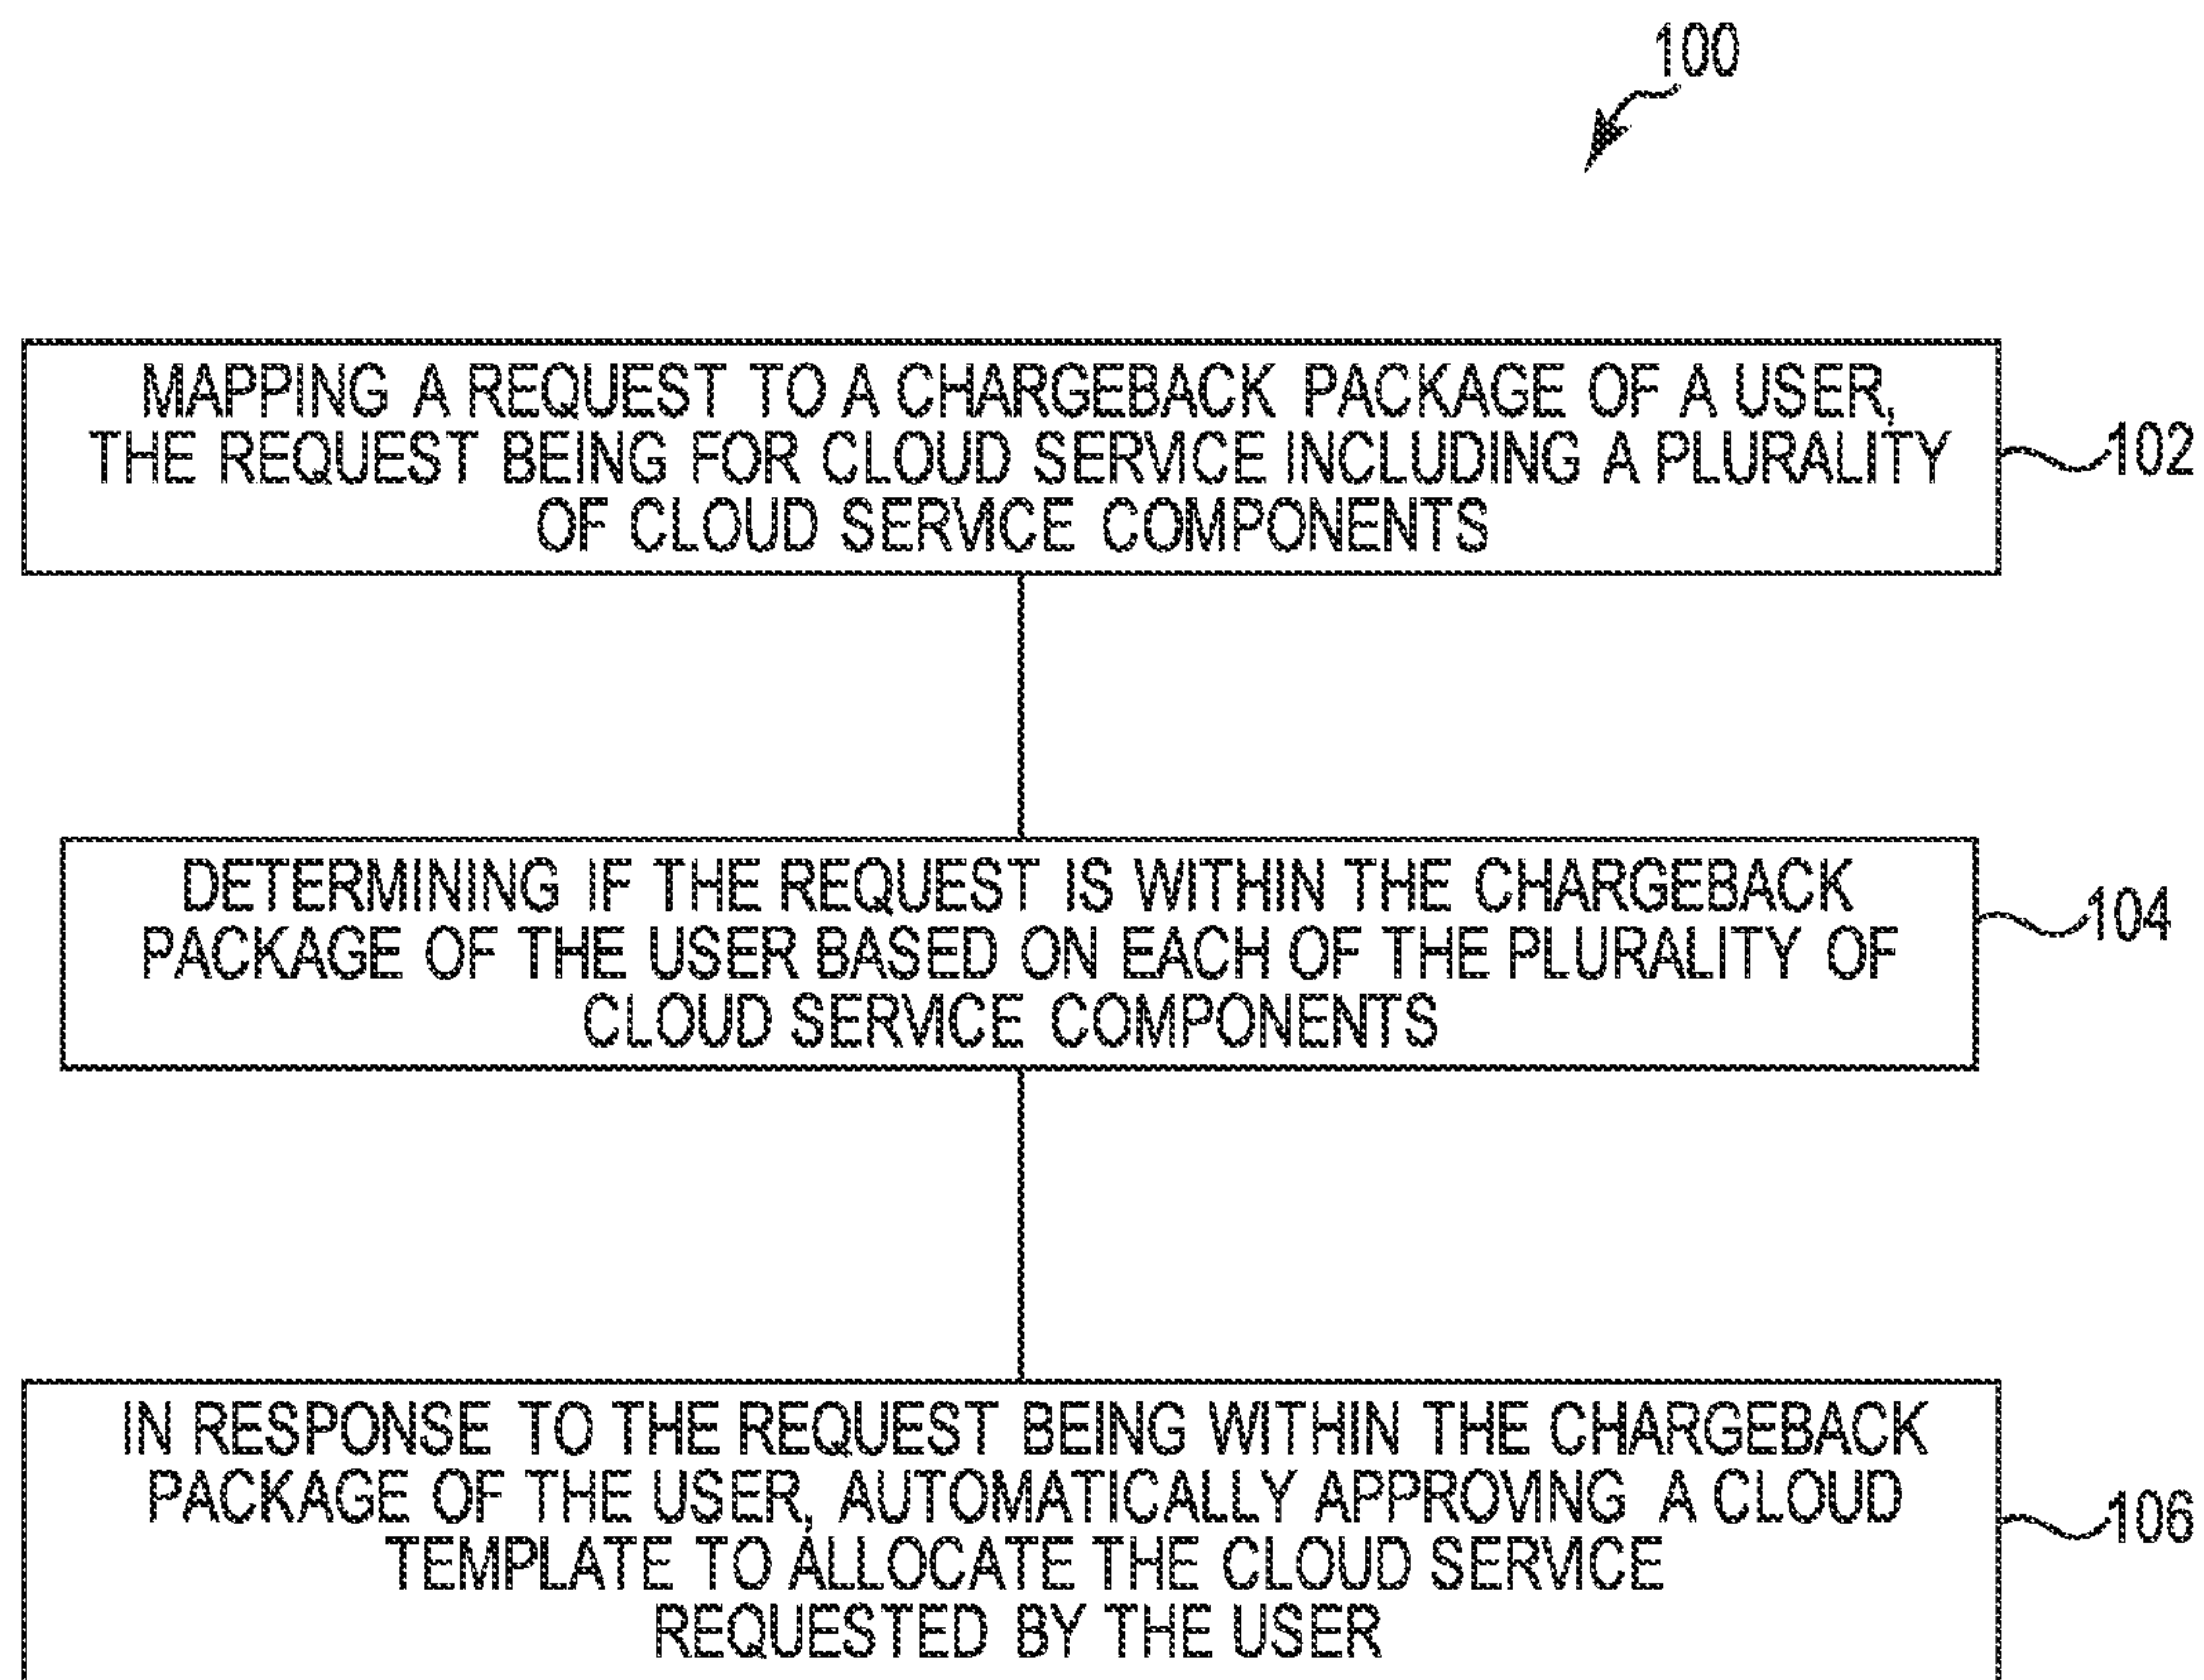 100
MAPPING A REQUEST TO A CHARGEBACK PACKAGE OF A USER,
THE REQUEST BEING FOR CLOUD SERVICE INCLUDING A PLURALITY
OF CLOUD SERVICE COMPONENTS
102
DETERMINING IF THE REQUEST IS WITHIN THE CHARGEBACK
PACKAGE OF THE USER BASED ON EACH OF THE PLURALITY OF
CLOUD SERVICE COMPONENTS
104
IN RESPONSE TO THE REQUEST BEING WITHIN THE CHARGEBACK
PACKAGE OF THE USER, AUTOMATICALLY APPROVING A CLOUD
TEMPLATE TO ALLOCATE THE CLOUD SERVICE
REQUESTED BY THE USER
106